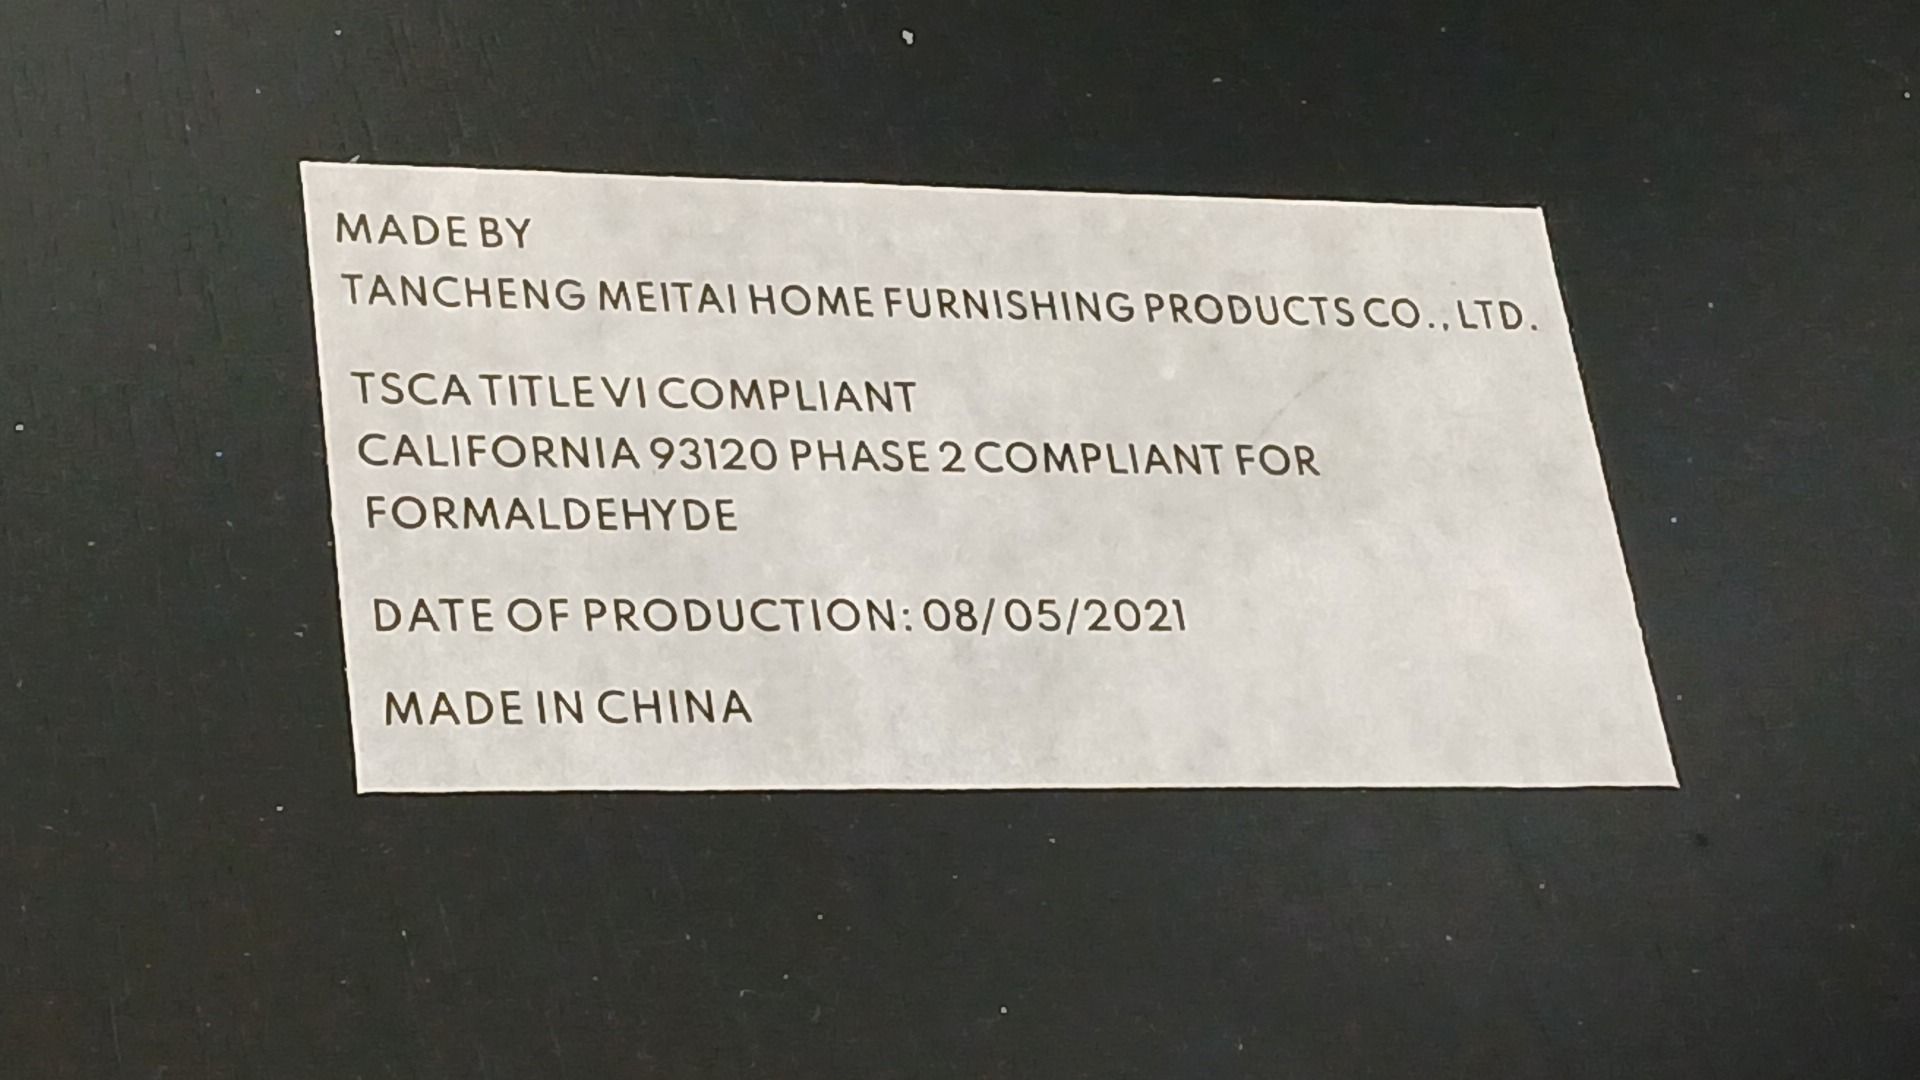 MADE BY
TANCHENG MEITAI HOME FURNISHING PRODUCTS CO., LTD.
TSCA TITLE VI COMPLIANT
CALIFORNIA 93120 PHASE 2 COMPLIANT FOR
FORMALDEHYDE
DATE OF PRODUCTION: 08/05/2021
MADE IN CHINA